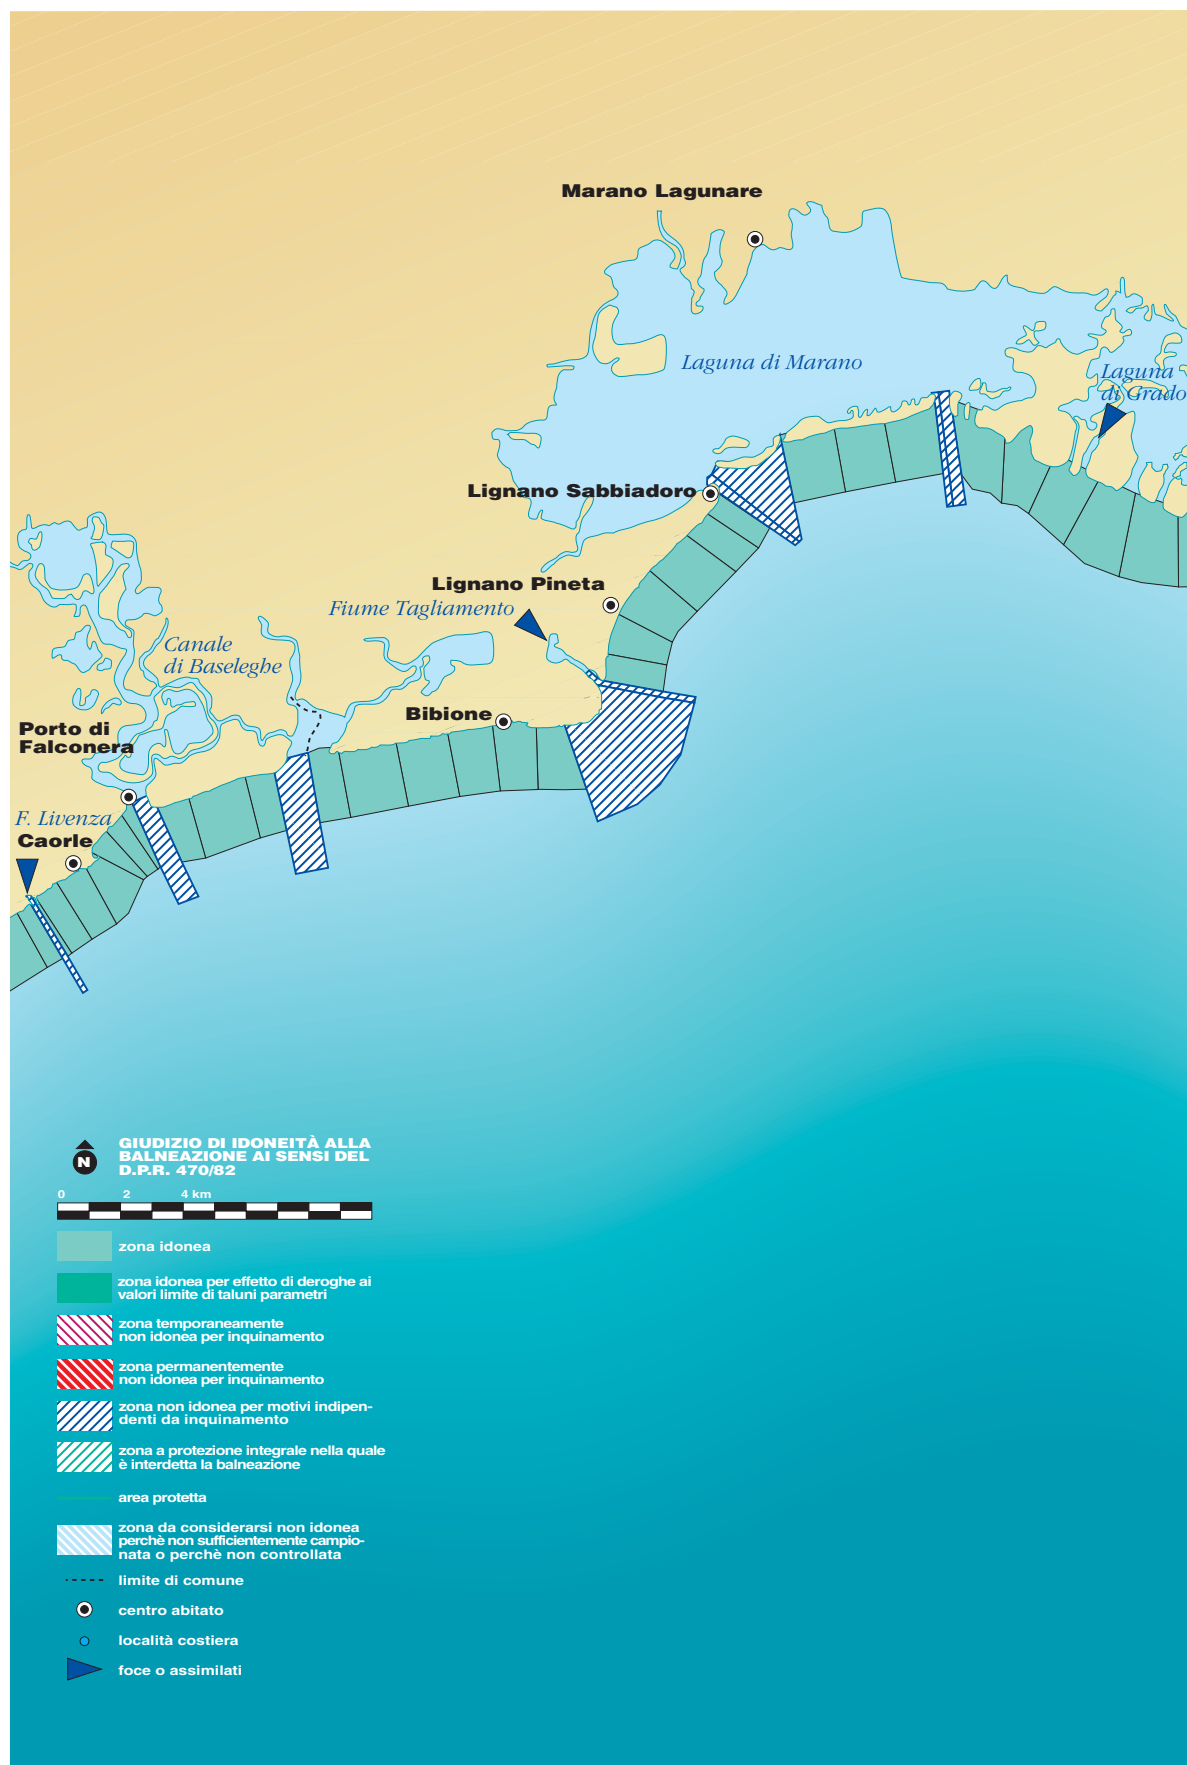 Marano Lagunare
Laguna di Marano
Laguna
di Grado
Lignano Sabbiadoro
Lignano Pineta
Fiume Tagliamento
Canale
di Baseleghe
Bibione
Porto di
Falconera
F. Livenza
Caorle
N
GIUDIZIO DI IDONEITÀ ALLA
BALNEAZIONE AI SENSI DEL
D.P.R. 470/82
0 2 4 km
zona idonea
zona idonea per effetto di deroghe ai
valori limite di taluni parametri
zona temporaneamente
non idonea per inquinamento
zona permanentemente
non idonea per inquinamento
zona non idonea per motivi indipen-
denti da inquinamento
zona a protezione integrale nella quale
è interdetta la balneazione
area protetta
zona da considerarsi non idonea
perchè non sufficientemente campio-
nata o perchè non controllata
limite di comune
centro abitato
località costiera
foce o assimilati